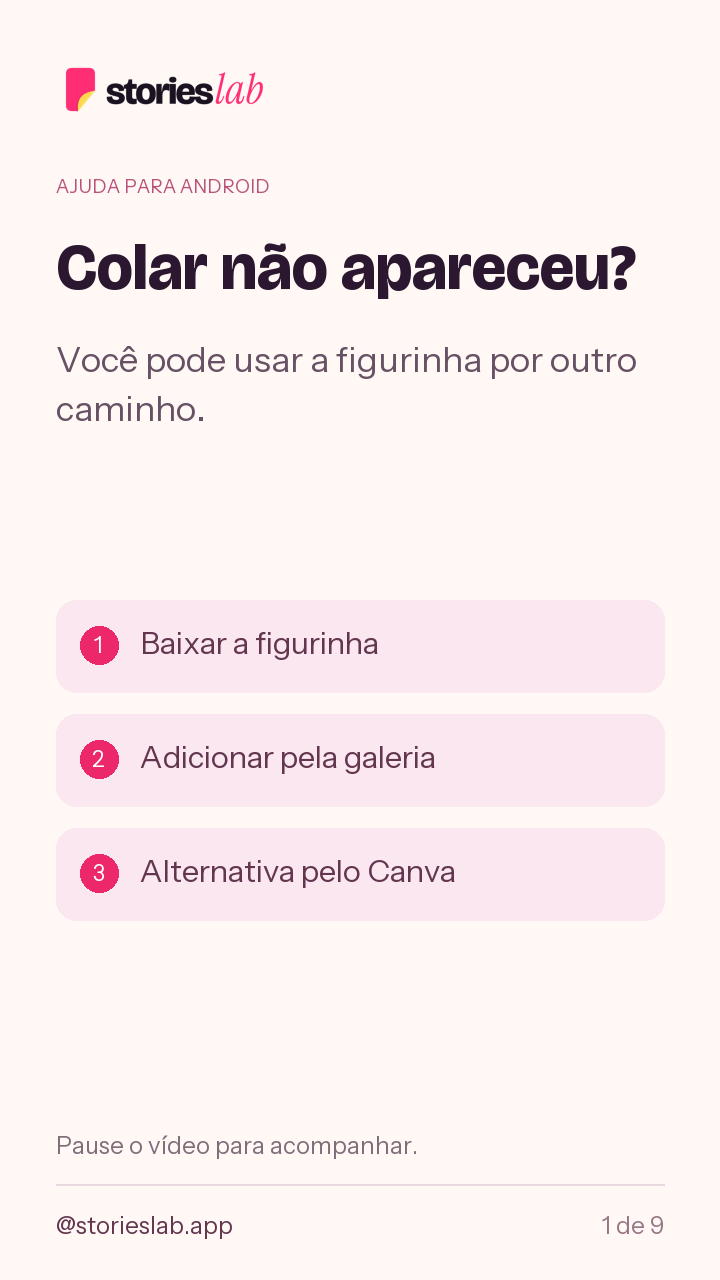 storieslab
AJUDA PARA ANDROID
Colar não apareceu?
Você pode usar a figurinha por outro
caminho.
1 Baixar a figurinha
2 Adicionar pela galeria
3 Alternativa pelo Canva
Pause o vídeo para acompanhar.
@storieslab.app 1 de 9